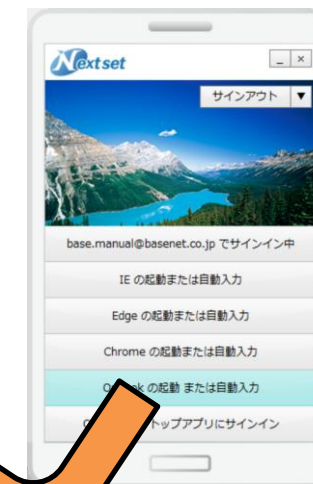 Nextset
サインアウト ▼
base.manual@basenet.co.jp でサインイン中
IE の起動または自動入力
Edge の起動または自動入力
Chrome の起動または自動入力
の起動 または自動入力
トップアプリにサインイン